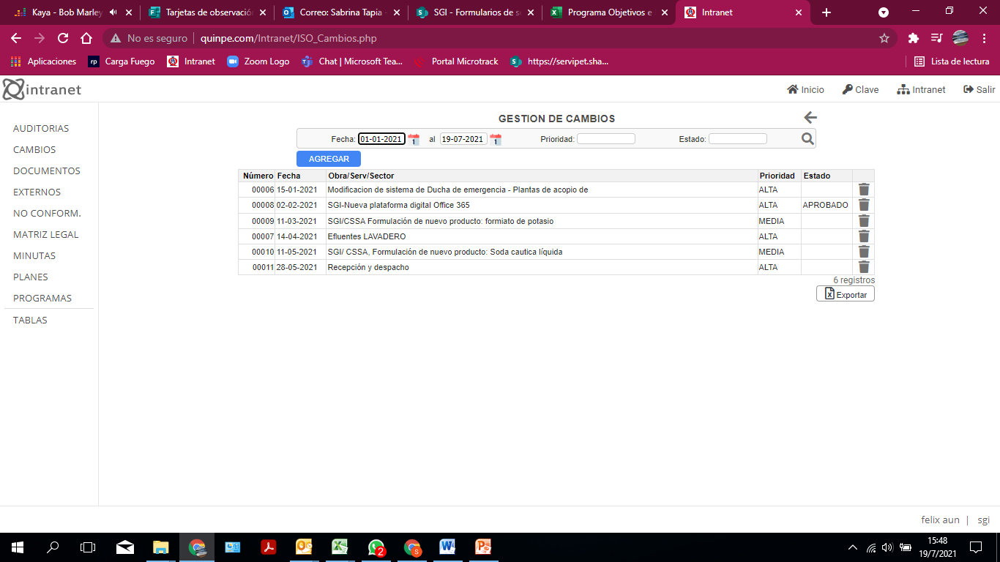 Kaya - Bob Marley
Tarjetas de observació
Correo: Sabrina Tapia -
SGI - Formularios de s
Programa Objetivos e
Intranet
No es seguro | quinpe.com/Intranet/ISO_Cambios.php
Aplicaciones
rp Carga Fuego
Intranet
Zoom Logo
Chat | Microsoft Tea...
Portal Microtrack
https://servipet.sha...
Lista de lectura
intranet
Inicio Clave Intranet Salir
AUDITORIAS
CAMBIOS
DOCUMENTOS
EXTERNOS
NO CONFORM.
MATRIZ LEGAL
MINUTAS
PLANES
PROGRAMAS
TABLAS
GESTION DE CAMBIOS
Fecha: 01-01-2021 1 al 19-07-2021 1 Prioridad: Estado:
AGREGAR
Número Fecha Obra/Serv/Sector Prioridad Estado
00006 15-01-2021 Modificacion de sistema de Ducha de emergencia - Plantas de acopio de ALTA
00008 02-02-2021 SGI-Nueva plataforma digital Office 365 ALTA APROBADO
00009 11-03-2021 SGI/CSSA Formulación de nuevo producto: formiato de potasio MEDIA
00007 14-04-2021 Efluentes LAVADERO ALTA
00010 11-05-2021 SGI/ CSSA, Formulación de nuevo producto: Soda cautica líquida MEDIA
00011 28-05-2021 Recepción y despacho ALTA
6 registros
Exportar
felix aun | sgi
2
15:48
19/7/2021